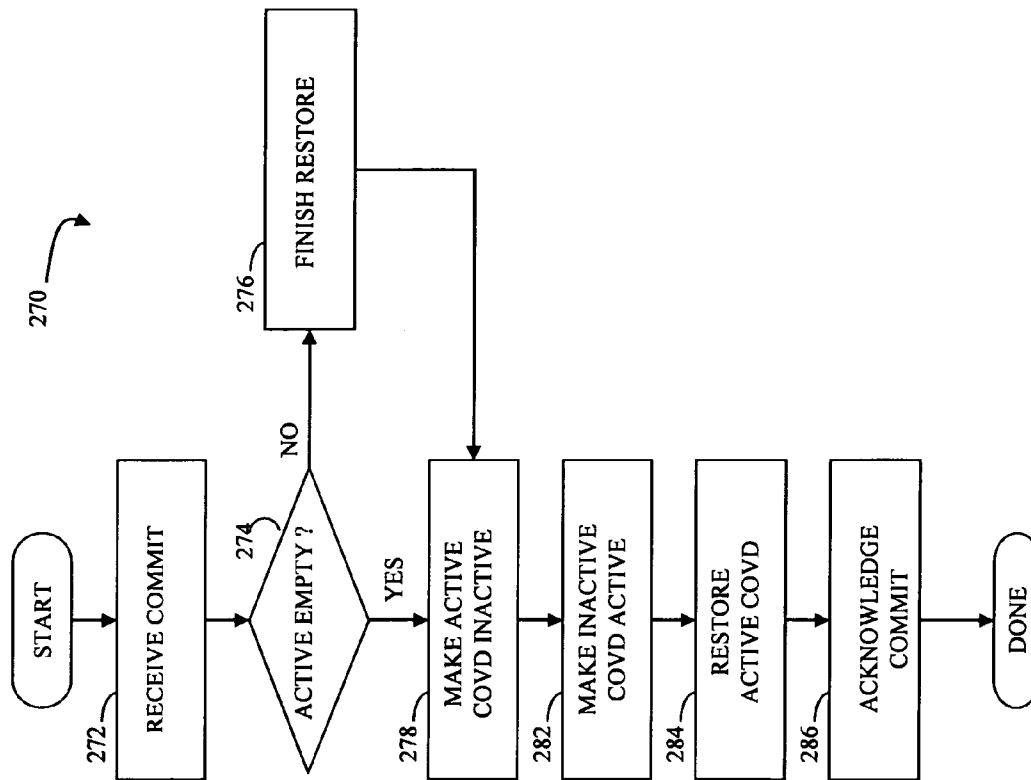 270
START
272
RECEIVE COMMIT
274
ACTIVE EMPTY ?
NO
276
FINISH RESTORE
YES
278
MAKE ACTIVE
COVD INACTIVE
282
MAKE INACTIVE
COVD ACTIVE
284
RESTORE
ACTIVE COVD
286
ACKNOWLEDGE
COMMIT
DONE